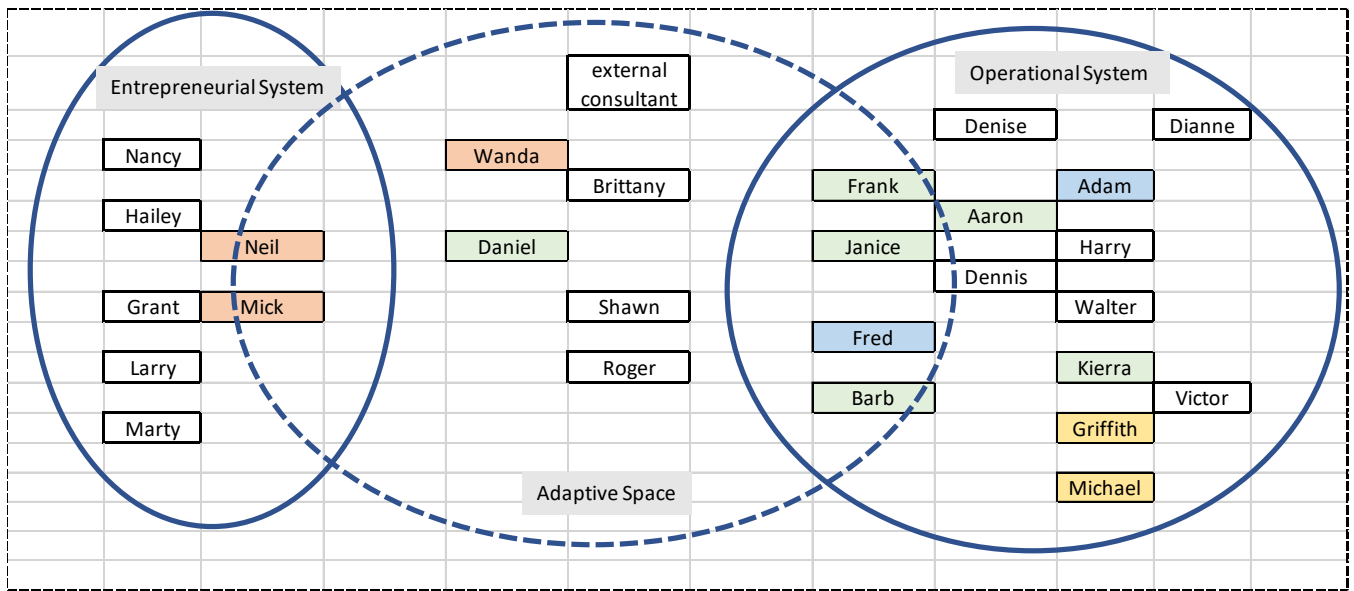 external
consultant
Entrepreneurial System
Operational System
Denise
Dianne
Nancy
Wanda
Brittany
Frank
Adam
Hailey
Aaron
Neil
Daniel
Janice
Harry
Dennis
Grant
Mick
Shawn
Walter
Fred
Larry
Roger
Kierra
Barb
Victor
Marty
Griffith
Adaptive Space
Michael